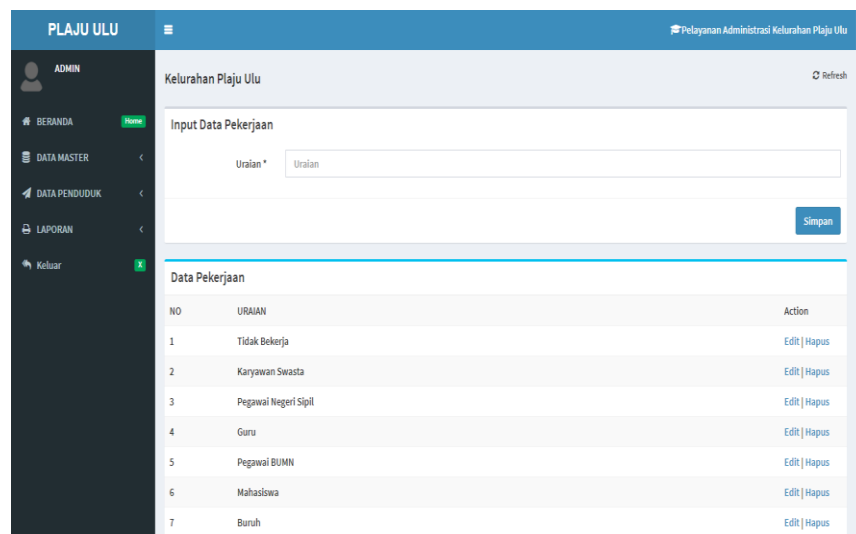 PLAJU ULU
Pelayanan Administrasi Kelurahan Plaju Ulu
ADMIN
BERANDA Home
DATA MASTER
DATA PENDUDUK
LAPORAN
Keluar X
Kelurahan Plaju Ulu Refresh
Input Data Pekerjaan
Uraian * Uraian
Simpan
Data Pekerjaan
NO URAIAN Action
1 Tidak Bekerja Edit | Hapus
2 Karyawan Swasta Edit | Hapus
3 Pegawai Negeri Sipil Edit | Hapus
4 Guru Edit | Hapus
5 Pegawai BUMN Edit | Hapus
6 Mahasiswa Edit | Hapus
7 Buruh Edit | Hapus